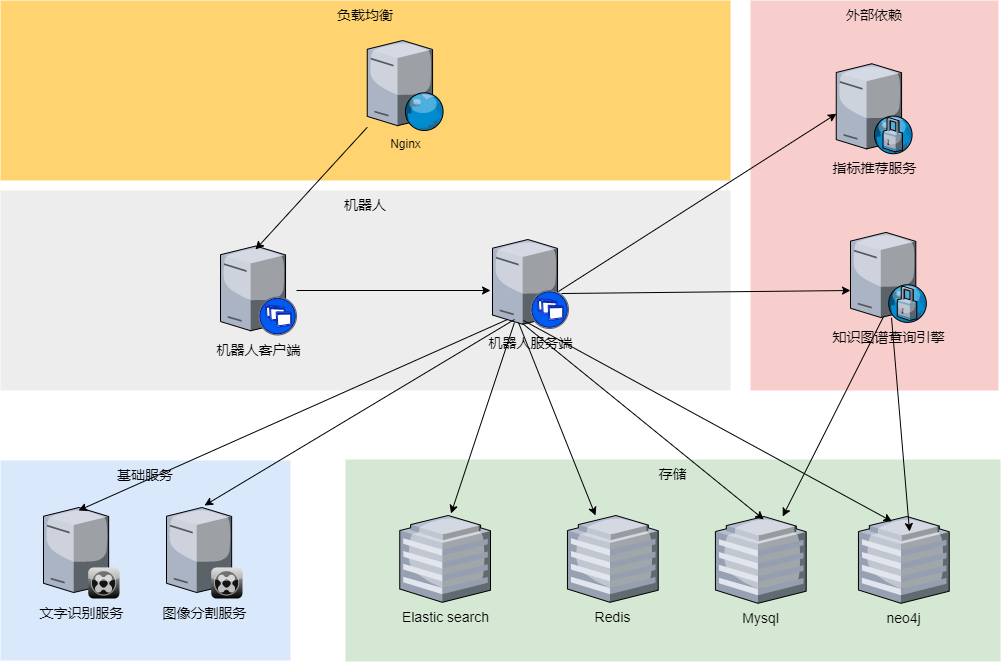 负载均衡
外部依赖
Nginx
指标推荐服务
机器人
机器人客户端
机器人服务端
知识图谱查询引擎
基础服务
存储
文字识别服务
图像分割服务
Elastic search
Redis
Mysql
neo4j